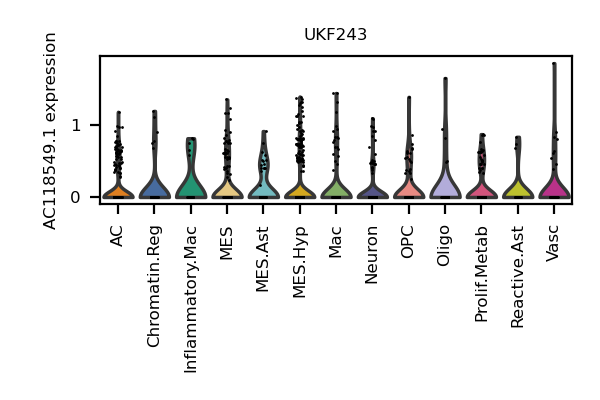 UKF243
AC118549.1 expression
1
0
AC
Chromatin.Reg
Inflammatory.Mac
MES
MES.Ast
MES.Hyp
Mac
Neuron
OPC
Oligo
Prolif.Metab
Reactive.Ast
Vasc